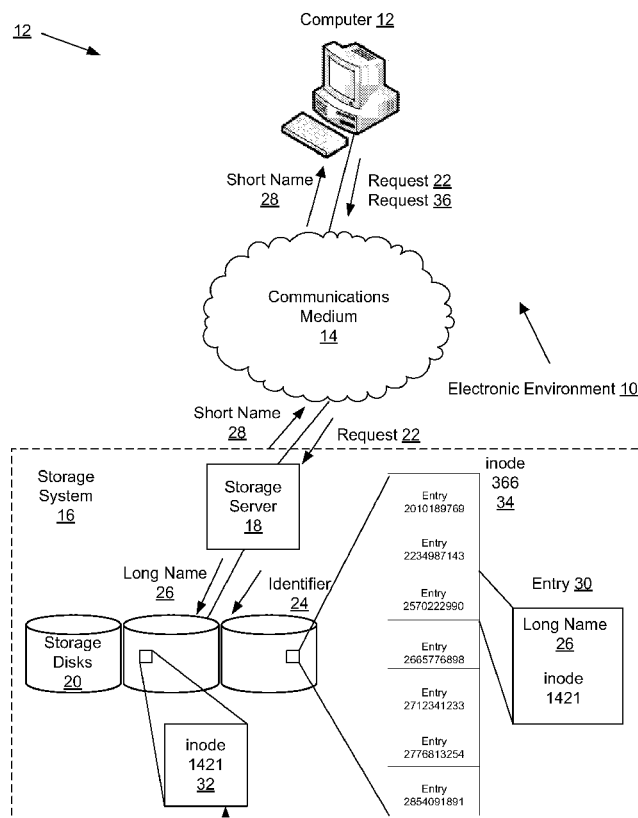 Computer 12
12
Short Name
28
Request 22
Request 36
Communications
Medium
14
Electronic Environment 10
Short Name
28
Request 22
Storage
System
16
Storage
Server
18
inode
366
34
Entry
2010189769
Entry
2234987143
Entry
2570222990
Entry
2665776898
Entry
2712341233
Entry
2776813254
Entry
2854091891
Long Name
26
Identifier
24
Entry 30
Long Name
26
inode
1421
Storage
Disks
20
inode
1421
32